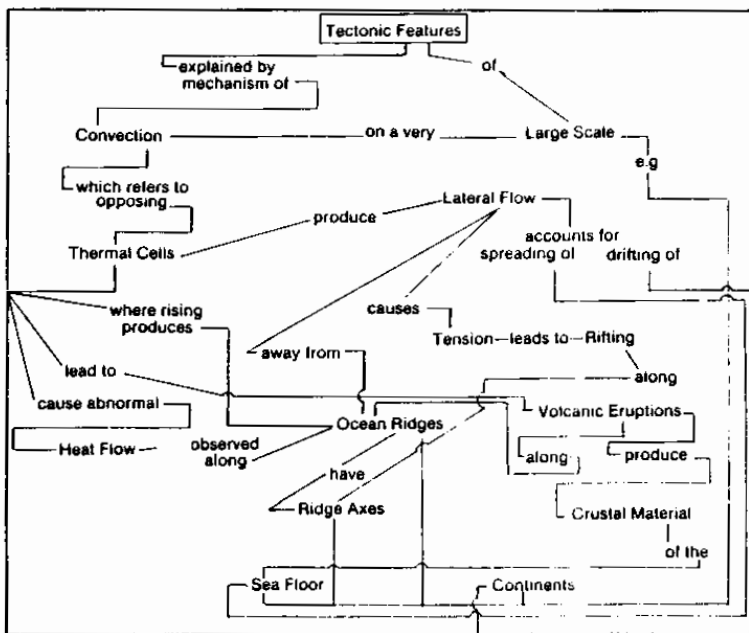 Tectonic Features
explained by
mechanism of
of
Convection
on a very
Large Scale
e.g
which refers to
opposing
Lateral Flow
produce
Thermal Cells
accounts for
spreading of
drifting of
where rising
produces
causes
Tension—leads to—Rifting
away from
lead to
along
cause abnormal
Volcanic Eruptions
Ocean Ridges
Heat Flow
observed
along
along
produce
have
Ridge Axes
Crustal Material
of the
Sea Floor
Continents